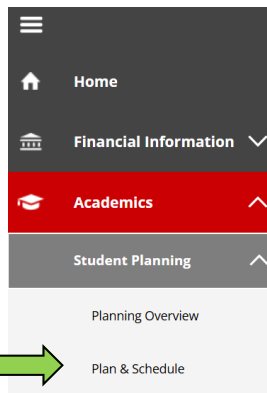 Home
Financial Information
Academics
Student Planning
Planning Overview
Plan & Schedule